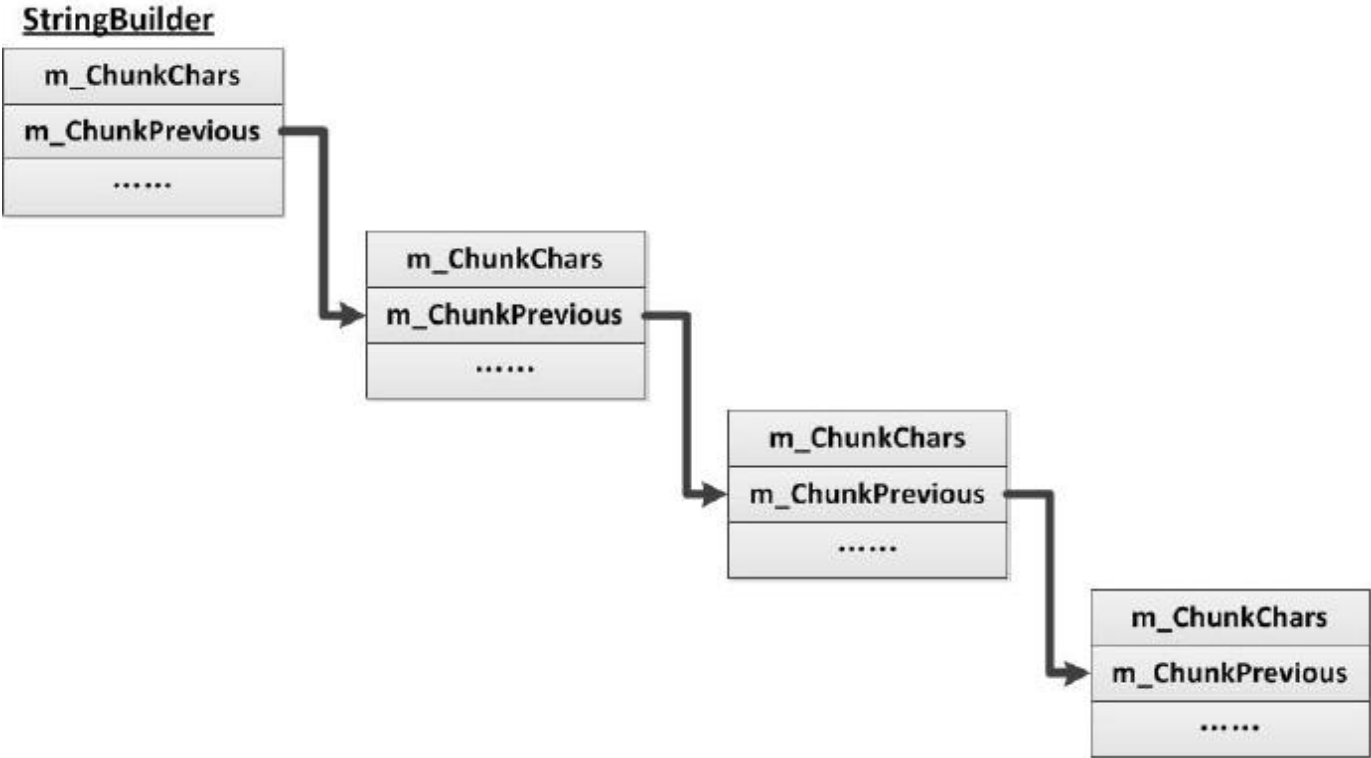 StringBuilder
m_ChunkChars
m_ChunkPrevious
......
m_ChunkChars
m_ChunkPrevious
......
m_ChunkChars
m_ChunkPrevious
......
m_ChunkChars
m_ChunkPrevious
......